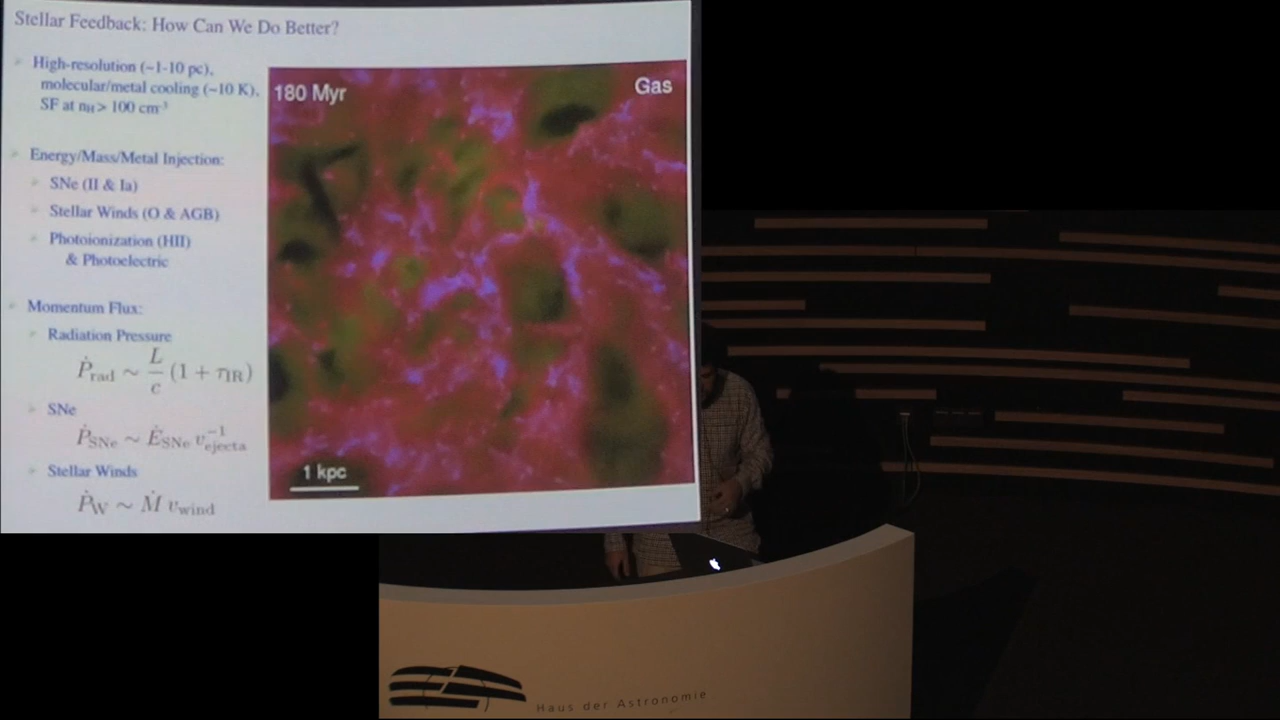 Stellar Feedback: How Can We Do Better?
High-resolution (~1-10 pc),
molecular/metal cooling (~10 K),
SF at nH > 100 cm⁻³
Energy/Mass/Metal Injection:
SNe (II & Ia)
Stellar Winds (O & AGB)
Photoionization (HII)
& Photoelectric
Momentum Flux:
Radiation Pressure
Ṗrad ~ L/c (1 + τIR)
SNe
ṖSNe ~ ĖSNe v⁻¹ejecta
Stellar Winds
ṖW ~ Ṁ vwind
180 Myr
Gas
1 kpc
Haus der Astronomie